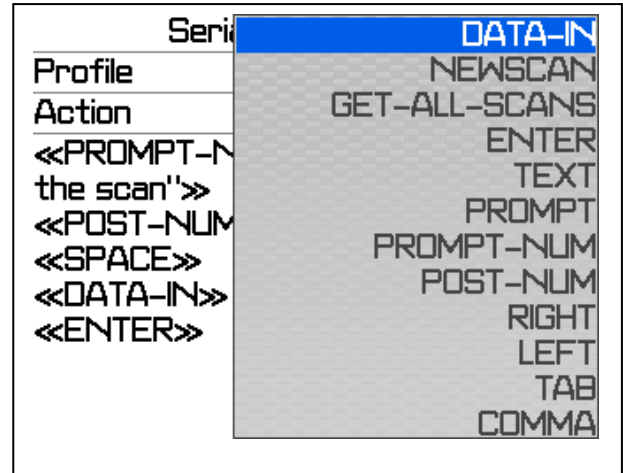 Seri
Profile
Action
«PROMPT-N
the scan"»
«POST-NUM
«SPACE»
«DATA-IN»
«ENTER»
DATA-IN
NEWSCAN
GET-ALL-SCANS
ENTER
TEXT
PROMPT
PROMPT-NUM
POST-NUM
RIGHT
LEFT
TAB
COMMA